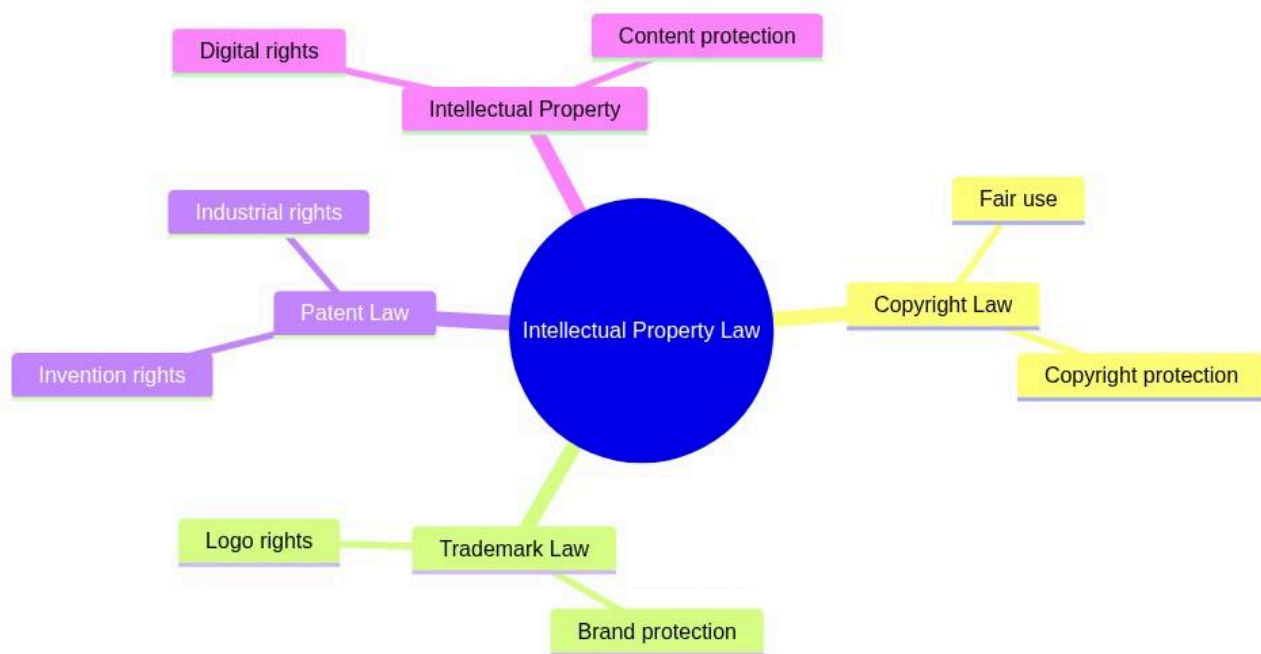 Content protection
Digital rights
Intellectual Property
Fair use
Industrial rights
Copyright Law
Patent Law
Intellectual Property Law
Invention rights
Copyright protection
Logo rights
Trademark Law
Brand protection